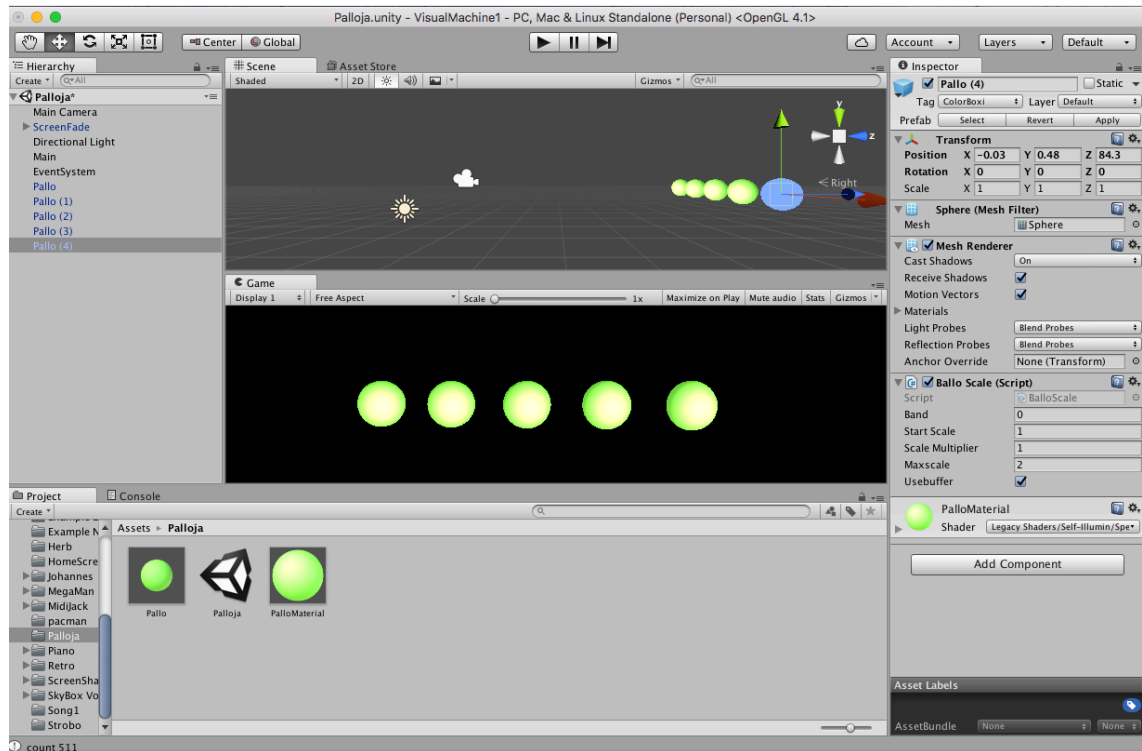 Palloja.unity - VisualMachine1 - PC, Mac & Linux Standalone (Personal) <OpenGL 4.1>
Center Global Account Layers Default
Hierarchy
Create All
Palloja*
Main Camera
ScreenFade
Directional Light
Main
EventSystem
Pallo
Pallo (1)
Pallo (2)
Pallo (3)
Pallo (4)
Scene Asset Store
Shaded 2D Gizmos All
y
z
Right
Game
Display 1 Free Aspect Scale 1x Maximize on Play Mute audio Stats Gizmos
Inspector
Pallo (4) Static
Tag ColorBoxi Layer Default
Prefab Select Revert Apply
Transform
Position X -0.03 Y 0.48 Z 84.3
Rotation X 0 Y 0 Z 0
Scale X 1 Y 1 Z 1
Sphere (Mesh Filter)
Mesh Sphere
Mesh Renderer
Cast Shadows On
Receive Shadows
Motion Vectors
Materials
Light Probes Blend Probes
Reflection Probes Blend Probes
Anchor Override None (Transform)
Ballo Scale (Script)
Script BalloScale
Band 0
Start Scale 1
Scale Multiplier 1
Maxscale 2
Usebuffer
PalloMaterial
Shader Legacy Shaders/Self-Illumin/Spe
Add Component
Asset Labels
AssetBundle None None
Project Console
Create
Example N
Herb
HomeScre
Johannes
MegaMan
MidiJack
pacman
Palloja
Piano
Retro
ScreenSha
SkyBox Vo
Song1
Strobo
Assets Palloja
Pallo Palloja PalloMaterial
count 511